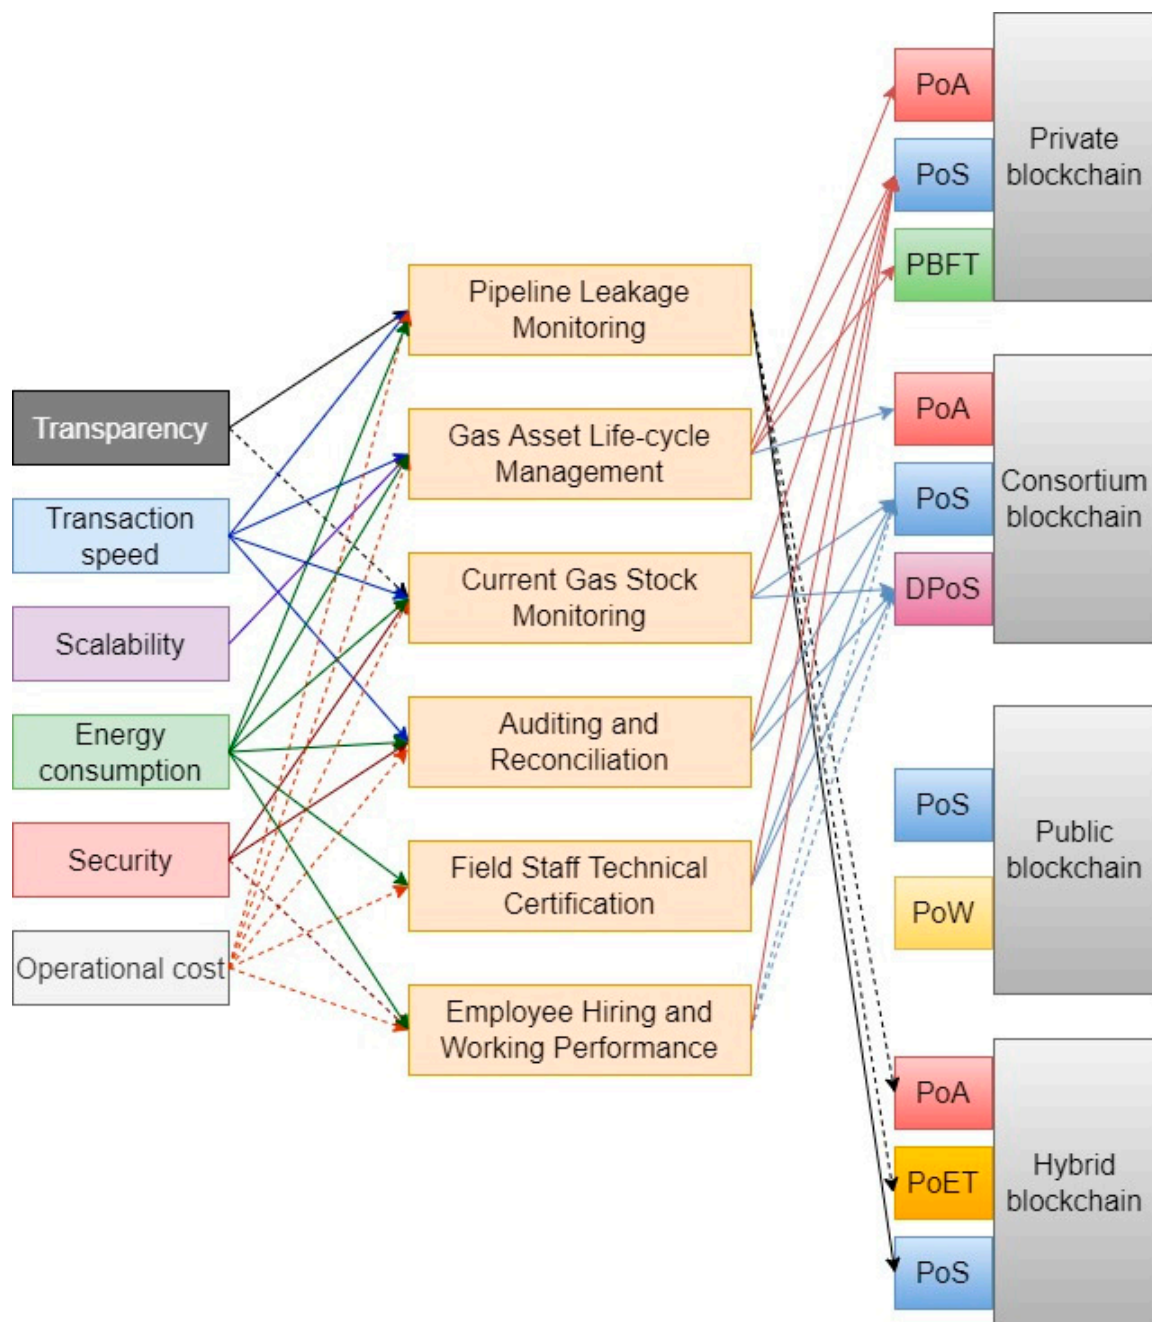 Transparency
Transaction
speed
Scalability
Energy
consumption
Security
Operational cost
Pipeline Leakage
Monitoring
Gas Asset Life-cycle
Management
Current Gas Stock
Monitoring
Auditing and
Reconciliation
Field Staff Technical
Certification
Employee Hiring and
Working Performance
PoA
PoS
PBFT
Private
blockchain
PoA
PoS
DPoS
Consortium
blockchain
PoS
PoW
Public
blockchain
PoA
PoET
PoS
Hybrid
blockchain